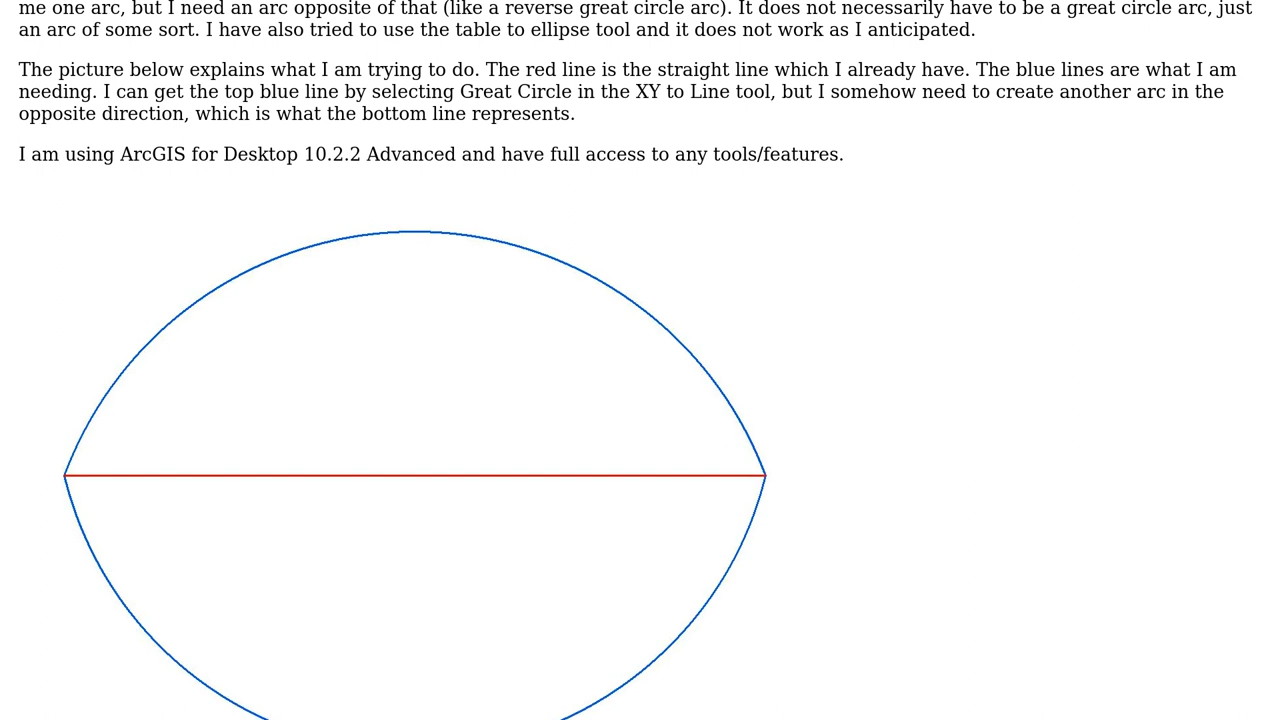 me one arc, but I need an arc opposite of that (like a reverse great circle arc). It does not necessarily have to be a great circle arc, just
an arc of some sort. I have also tried to use the table to ellipse tool and it does not work as I anticipated.
The picture below explains what I am trying to do. The red line is the straight line which I already have. The blue lines are what I am
needing. I can get the top blue line by selecting Great Circle in the XY to Line tool, but I somehow need to create another arc in the
opposite direction, which is what the bottom line represents.
I am using ArcGIS for Desktop 10.2.2 Advanced and have full access to any tools/features.